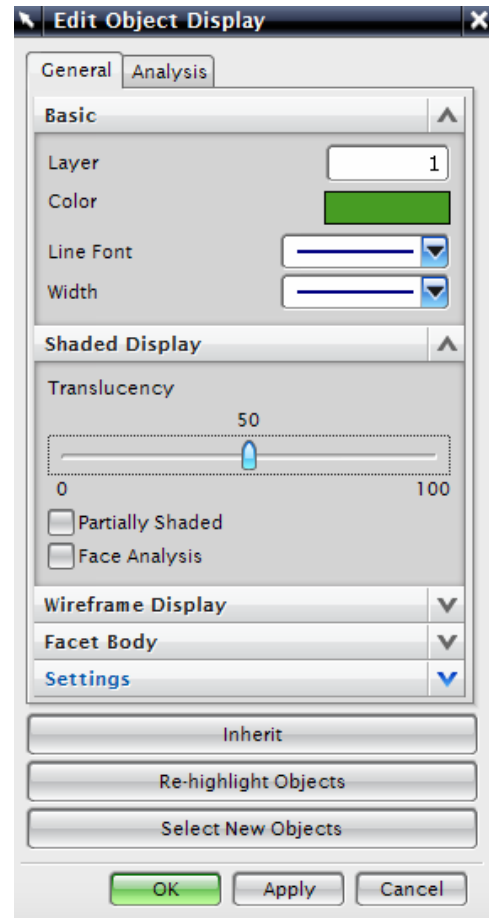 Edit Object Display
General Analysis
Basic
Layer 1
Color
Line Font
Width
Shaded Display
Translucency
50
0 100
Partially Shaded
Face Analysis
Wireframe Display
Facet Body
Settings
Inherit
Re-highlight Objects
Select New Objects
OK Apply Cancel